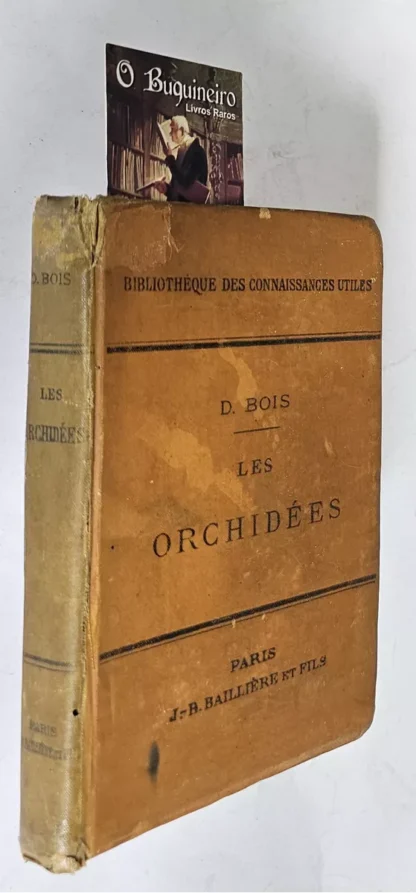 O Buquineiro
Livros Raros
D. BOIS
LES
ORCHIDÉES
PARIS
BIBLIOTHÈQUE DES CONNAISSANCES UTILES
D. BOIS
LES
ORCHIDÉES
PARIS
J.-B. BAILLIÈRE ET FILS